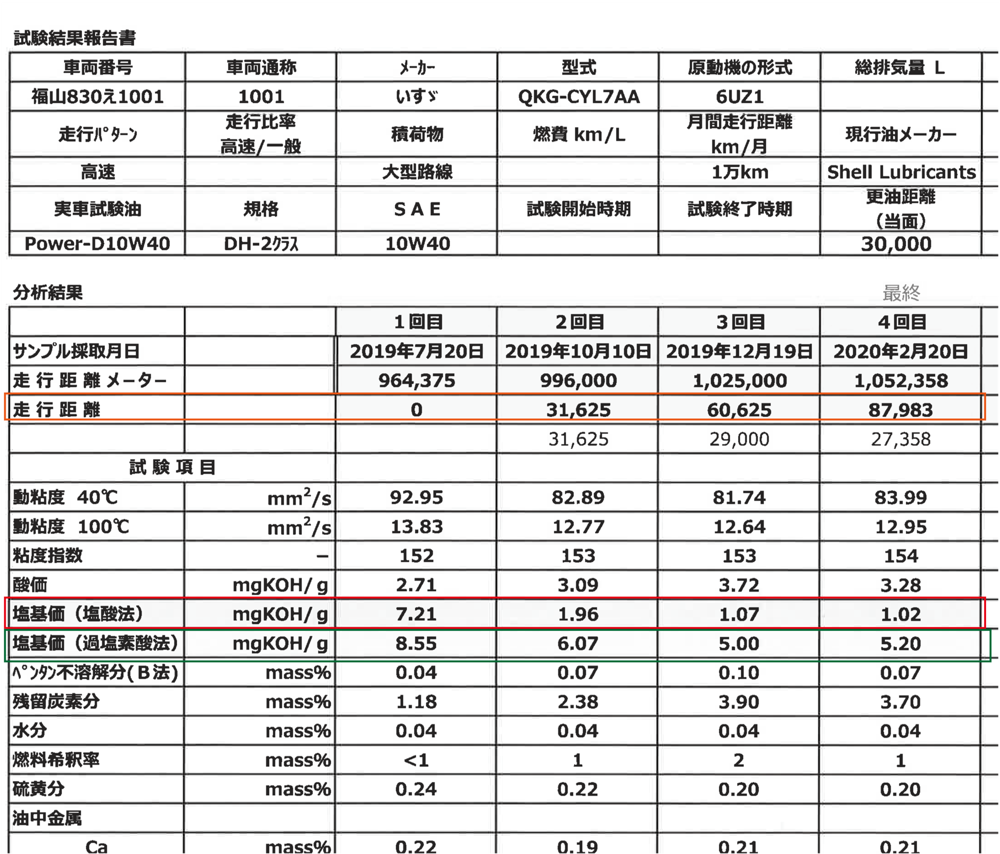 試験結果報告書
車両番号 車両通称 ﾒｰｶｰ 型式 原動機の形式 総排気量 L
福山830え1001 1001 いすゞ QKG-CYL7AA 6UZ1
走行ﾊﾟﾀｰﾝ 走行比率 高速/一般 積荷物 燃費 km/L 月間走行距離 km/月 現行油メーカー
高速 大型路線 1万km Shell Lubricants
実車試験油 規格 S A E 試験開始時期 試験終了時期 更油距離 （当面）
Power-D10W40 DH-2ｸﾗｽ 10W40 30,000
分析結果 最終
1回目 2回目 3回目 4回目
サンプル採取月日 2019年7月20日 2019年10月10日 2019年12月19日 2020年2月20日
走 行 距 離 メーター 964,375 996,000 1,025,000 1,052,358
走 行 距 離 0 31,625 60,625 87,983
31,625 29,000 27,358
試 験 項 目
動粘度 40℃ mm²/s 92.95 82.89 81.74 83.99
動粘度 100℃ mm²/s 13.83 12.77 12.64 12.95
粘度指数 － 152 153 153 154
酸価 mgKOH/ g 2.71 3.09 3.72 3.28
塩基価（塩酸法） mgKOH/ g 7.21 1.96 1.07 1.02
塩基価（過塩素酸法） mgKOH/ g 8.55 6.07 5.00 5.20
ﾍﾟﾝﾀﾝ不溶解分(Ｂ法) mass% 0.04 0.07 0.10 0.07
残留炭素分 mass% 1.18 2.38 3.90 3.70
水分 mass% 0.04 0.04 0.04 0.04
燃料希釈率 mass% <1 1 2 1
硫黄分 mass% 0.24 0.22 0.20 0.20
油中金属
Ca mass% 0.22 0.19 0.21 0.21